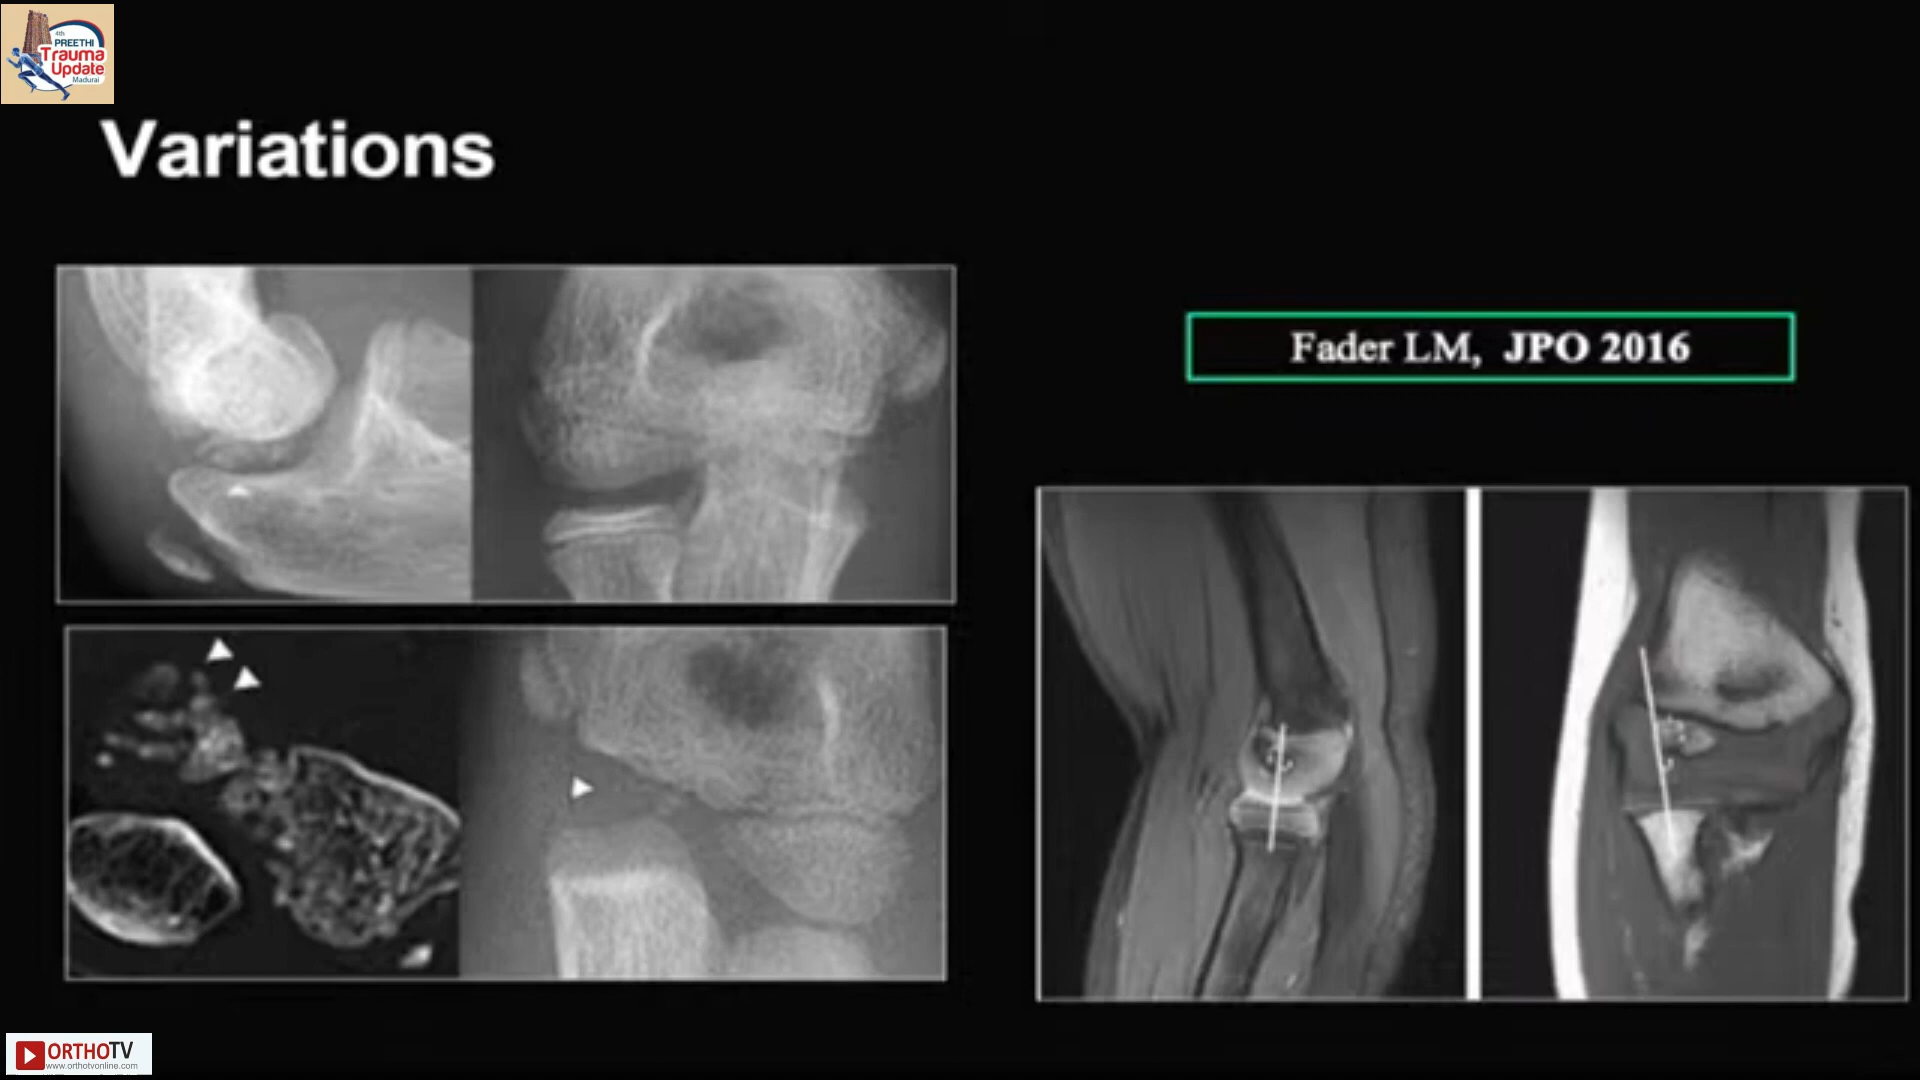 4th
PREETHI
Trauma
Update
Madurai
Variations
Fader LM, JPO 2016
ORTHOTV
www.orthotvonline.com